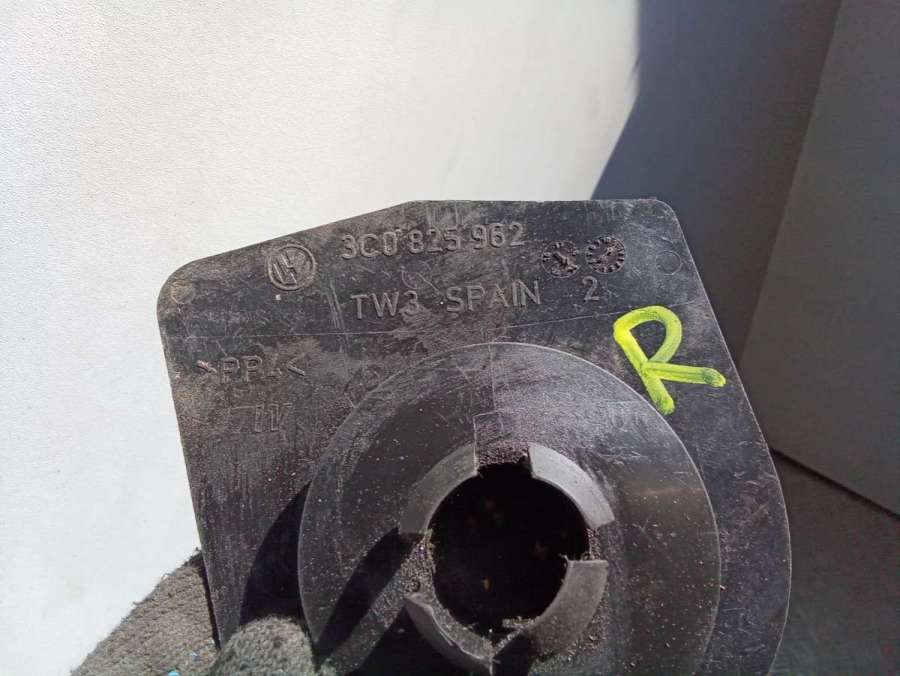 3C0 825 962
TW3 SPAIN 2
>PP.<
R